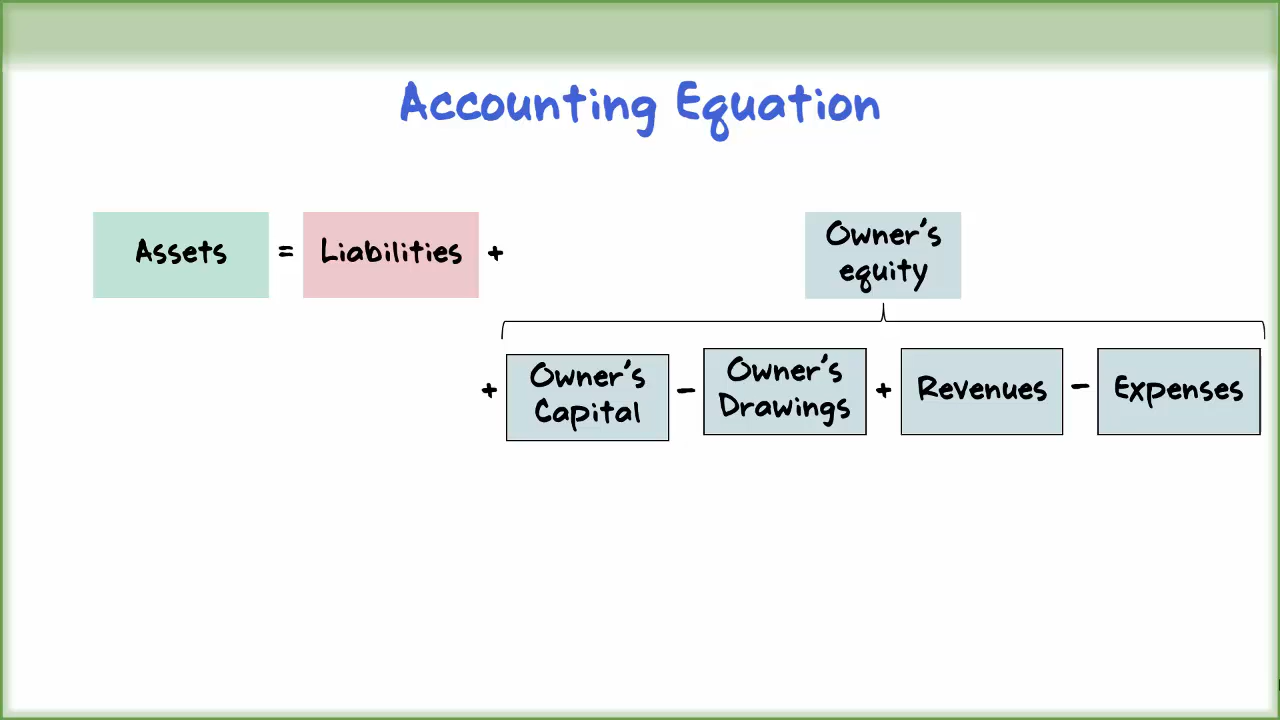 Accounting Equation
Assets = Liabilities + Owner's
equity
+ Owner's
Capital - Owner's
Drawings + Revenues - Expenses